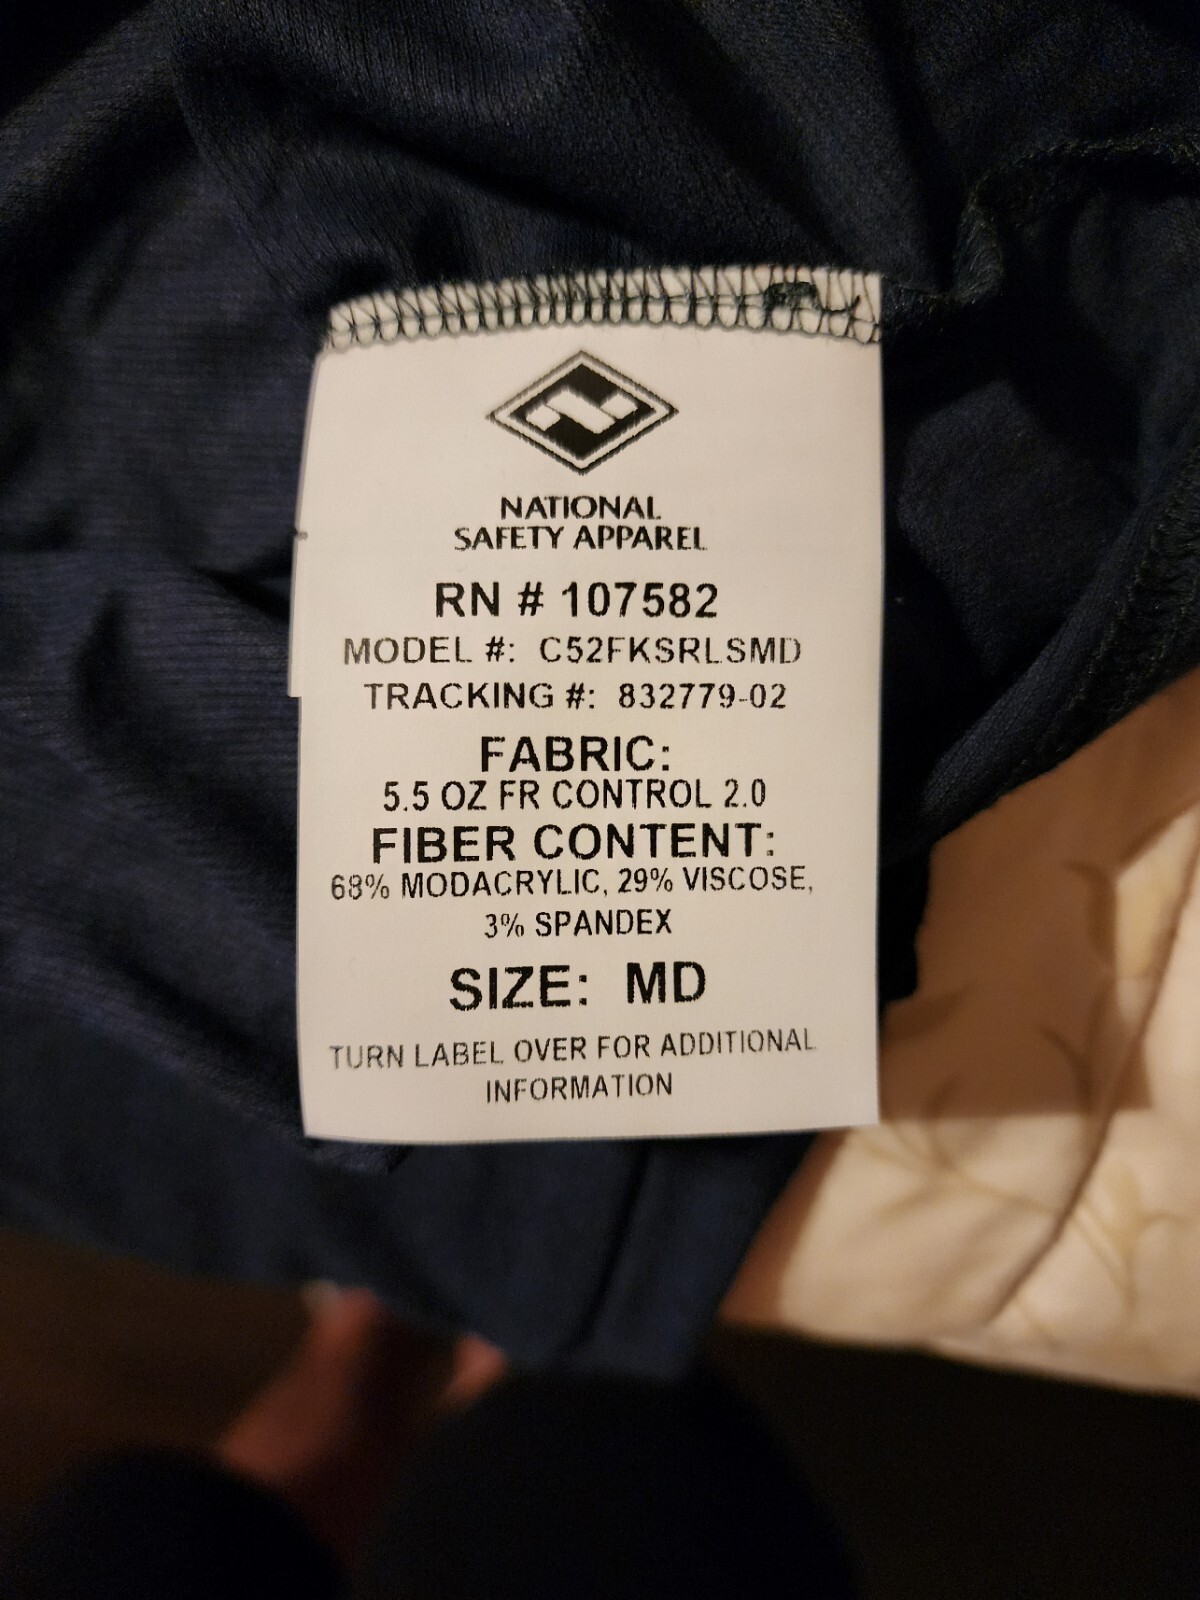 NATIONAL
SAFETY APPAREL
RN # 107582
MODEL #: C52FKSRLSMD
TRACKING #: 832779-02
FABRIC:
5.5 OZ FR CONTROL 2.0
FIBER CONTENT:
68% MODACRYLIC, 29% VISCOSE,
3% SPANDEX
SIZE: MD
TURN LABEL OVER FOR ADDITIONAL
INFORMATION